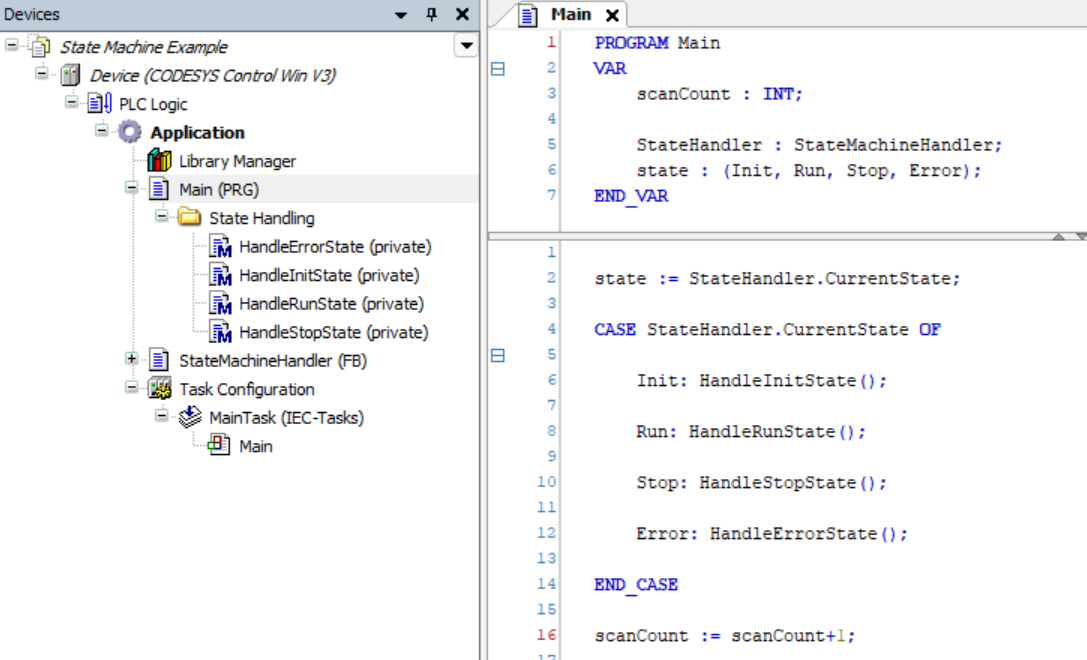 Devices
State Machine Example
Device (CODESYS Control Win V3)
PLC Logic
Application
Library Manager
Main (PRG)
State Handling
HandleErrorState (private)
HandleInitState (private)
HandleRunState (private)
HandleStopState (private)
StateMachineHandler (FB)
Task Configuration
MainTask (IEC-Tasks)
Main
Main
1 PROGRAM Main
2 VAR
3 scanCount : INT;
4
5 StateHandler : StateMachineHandler;
6 state : (Init, Run, Stop, Error);
7 END_VAR
1
2 state := StateHandler.CurrentState;
3
4 CASE StateHandler.CurrentState OF
5
6 Init: HandleInitState();
7
8 Run: HandleRunState();
9
10 Stop: HandleStopState();
11
12 Error: HandleErrorState();
13
14 END_CASE
15
16 scanCount := scanCount+1;
17